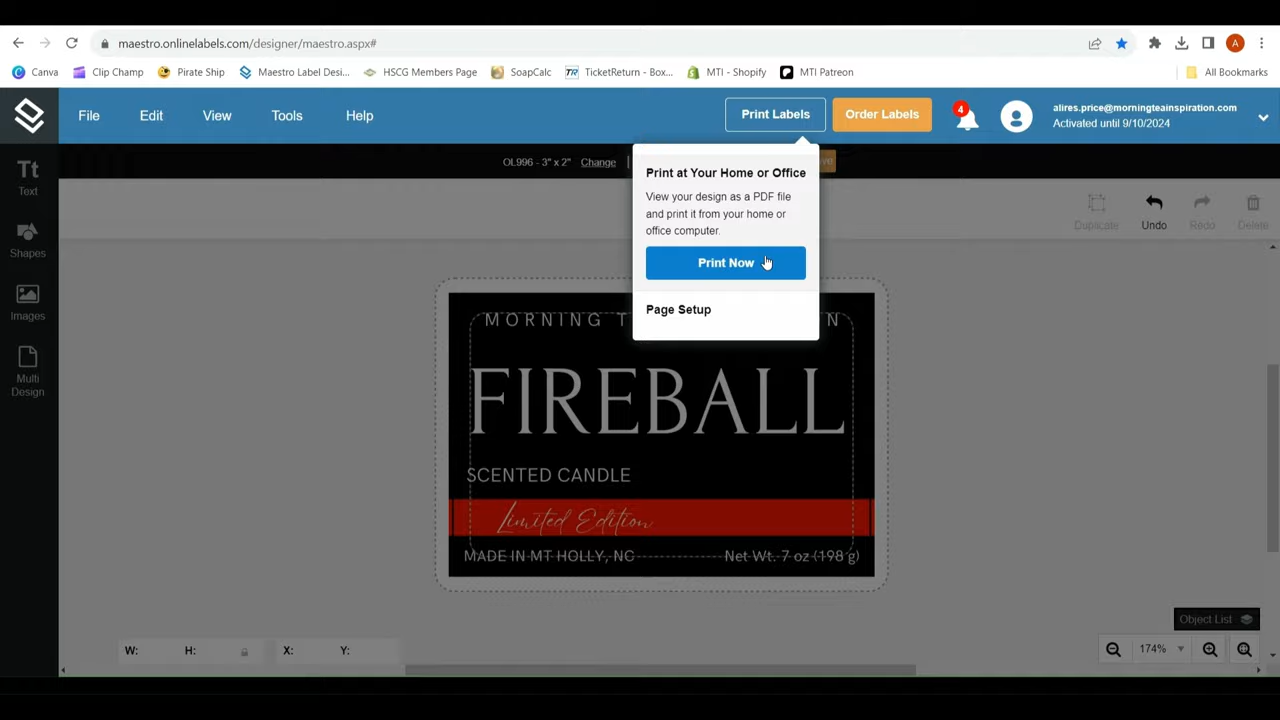 maestro.onlinelabels.com/designer/maestro.aspx#
A
Canva
Clip Champ
Pirate Ship
Maestro Label Desi...
HSCG Members Page
SoapCalc
TR
TicketReturn - Box...
MTI - Shopify
MTI Patreon
All Bookmarks
File
Edit
View
Tools
Help
Print Labels
Order Labels
4
alires.price@morningteainspiration.com
Activated until 9/10/2024
OL996 - 3" x 2"
Change
Tt
Text
Shapes
Images
Multi
Design
Print at Your Home or Office
View your design as a PDF file
and print it from your home or
office computer.
Print Now
Page Setup
Duplicate
Undo
Redo
Delete
MORNING T
N
FIREBALL
SCENTED CANDLE
Limited Edition
MADE IN MT HOLLY, NC
Net Wt. 7 oz (198 g)
Object List
W:
H:
X:
Y:
174%